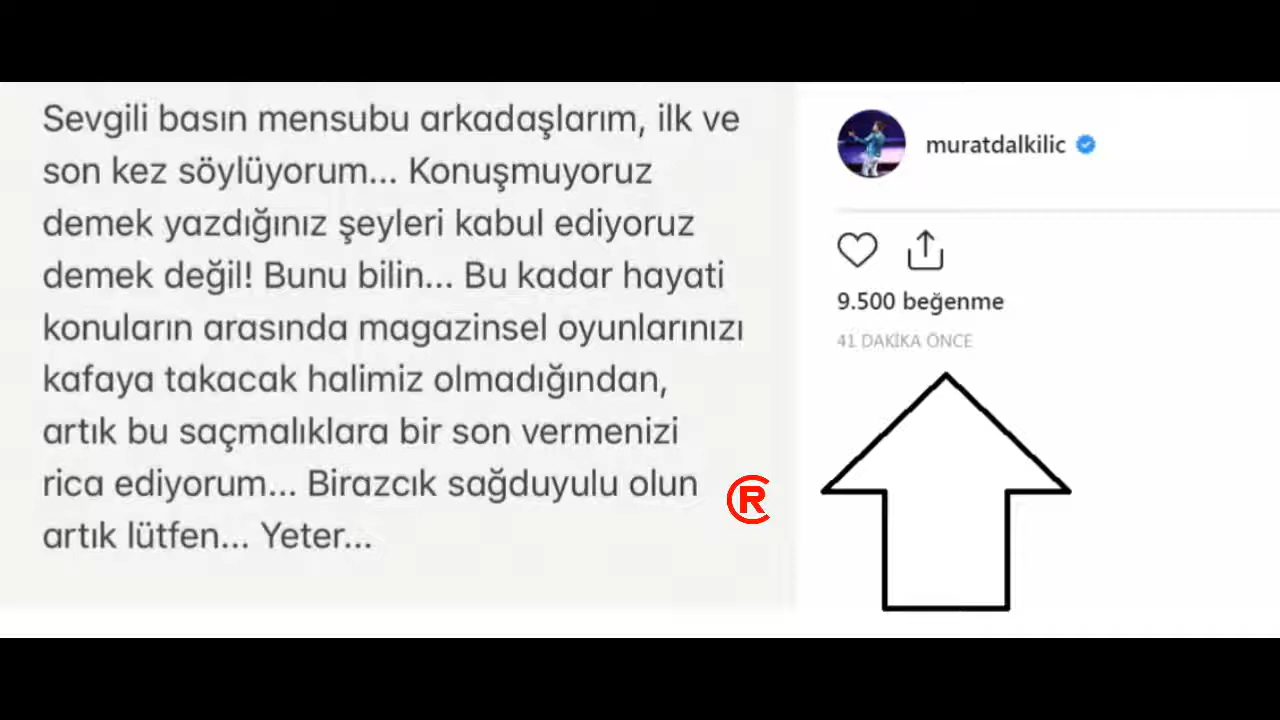 Sevgili basın mensubu arkadaşlarım, ilk ve
son kez söylüyorum... Konuşmuyoruz
demek yazdığınız şeyleri kabul ediyoruz
demek değil! Bunu bilin... Bu kadar hayati
konuların arasında magazinsel oyunlarınızı
kafaya takacak halimiz olmadığından,
artık bu saçmalıklara bir son vermenizi
rica ediyorum... Birazcık sağduyulu olun
artık lütfen... Yeter...
R
muratdalkilic
9.500 beğenme
41 DAKİKA ÖNCE